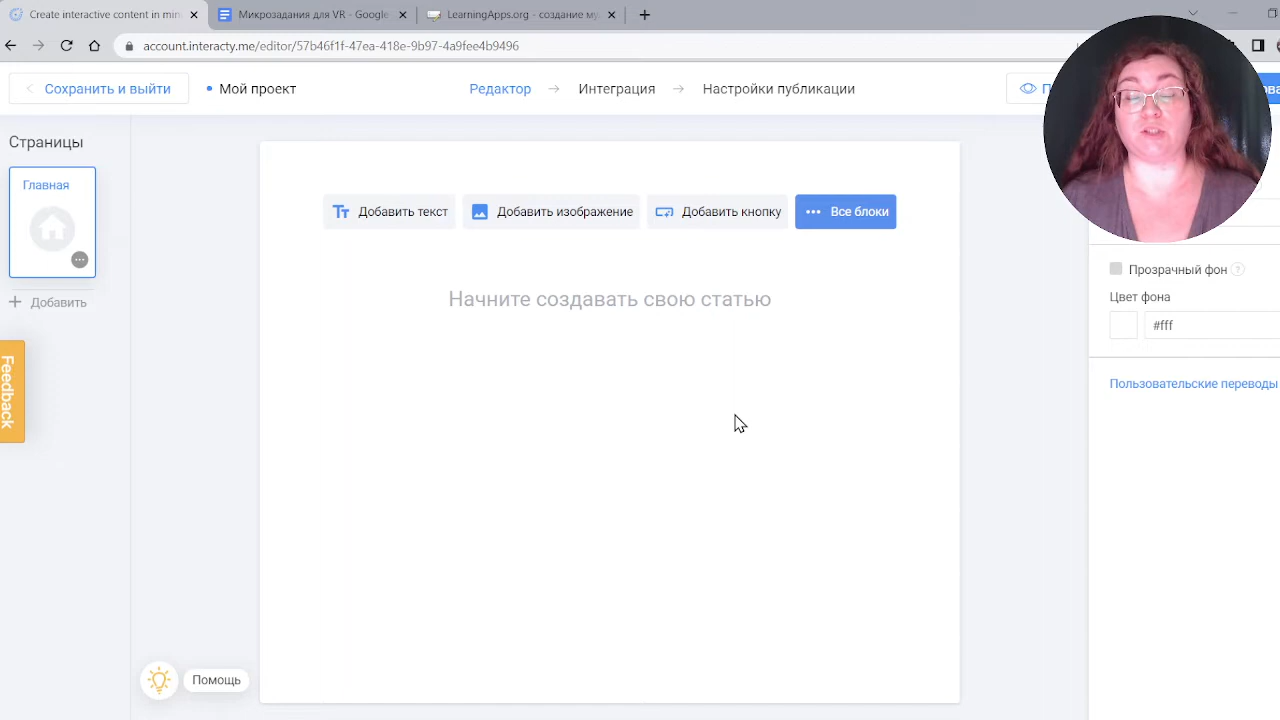 Create interactive content in min
Микрозадания для VR - Google
LearningApps.org - создание му
account.interacty.me/editor/57b46f1f-47ea-418e-9b97-4a9fee4b9496
Сохранить и выйти
Мой проект
Редактор → Интеграция → Настройки публикации
Страницы
Главная
Добавить
Добавить текст
Добавить изображение
Добавить кнопку
Все блоки
Начните создавать свою статью
Прозрачный фон ?
Цвет фона
#fff
Пользовательские переводы
Feedback
Помощь